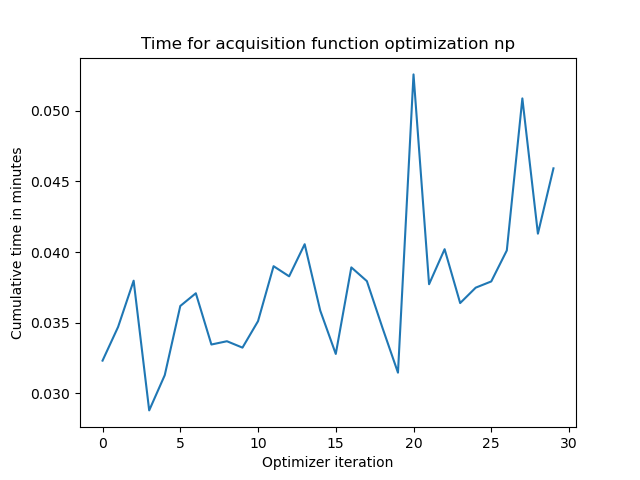 Time for acquisition function optimization np
Cumulative time in minutes
0.050
0.045
0.040
0.035
0.030
0 5 10 15 20 25 30
Optimizer iteration